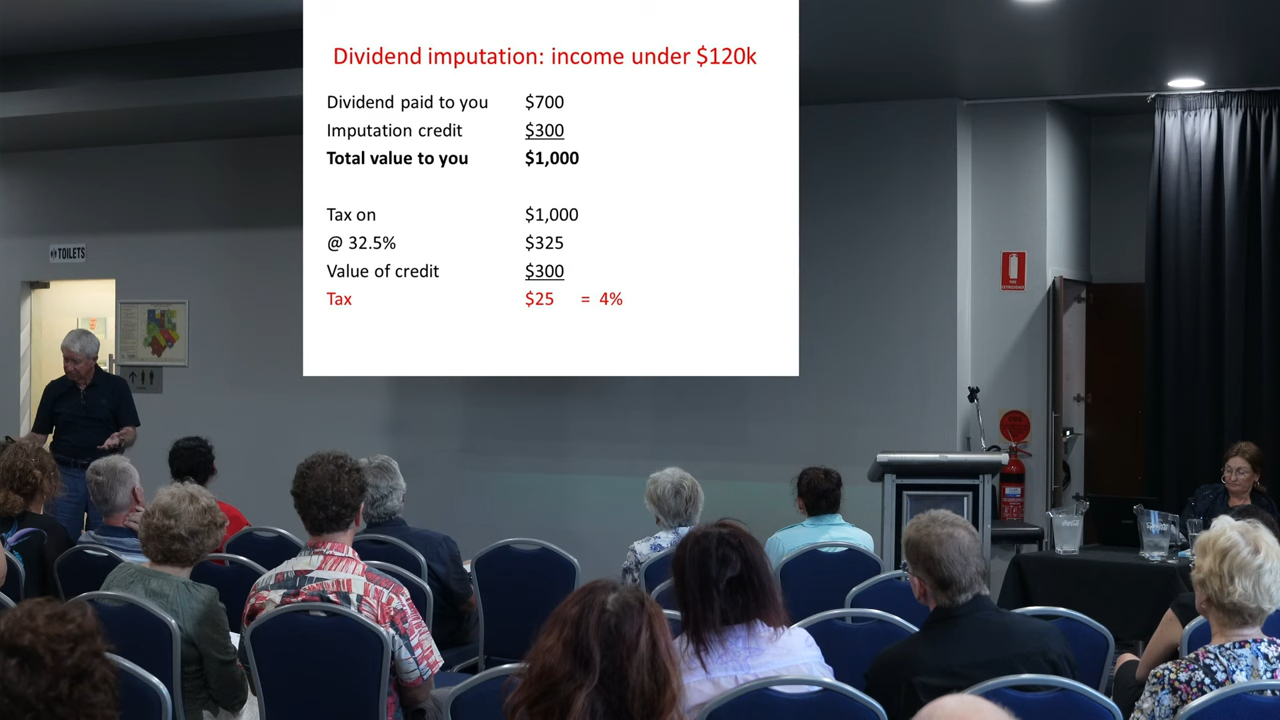 Dividend imputation: income under $120k
Dividend paid to you $700
Imputation credit $300
Total value to you $1,000
Tax on $1,000
@ 32.5% $325
Value of credit $300
Tax $25 = 4%
TOILETS